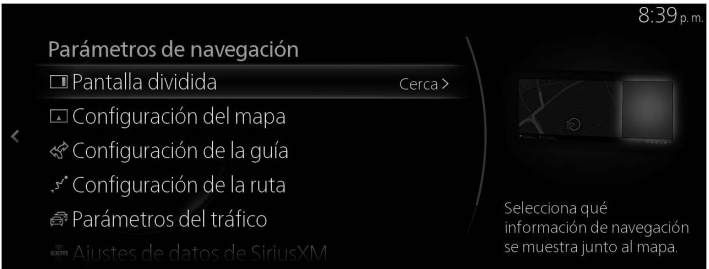 8:39 p. m.
Parámetros de navegación
Pantalla dividida
Cerca >
Configuración del mapa
Configuración de la guía
Configuración de la ruta
Parámetros del tráfico
sxm Ajustes de datos de SiriusXM
Selecciona qué
información de navegación
se muestra junto al mapa.